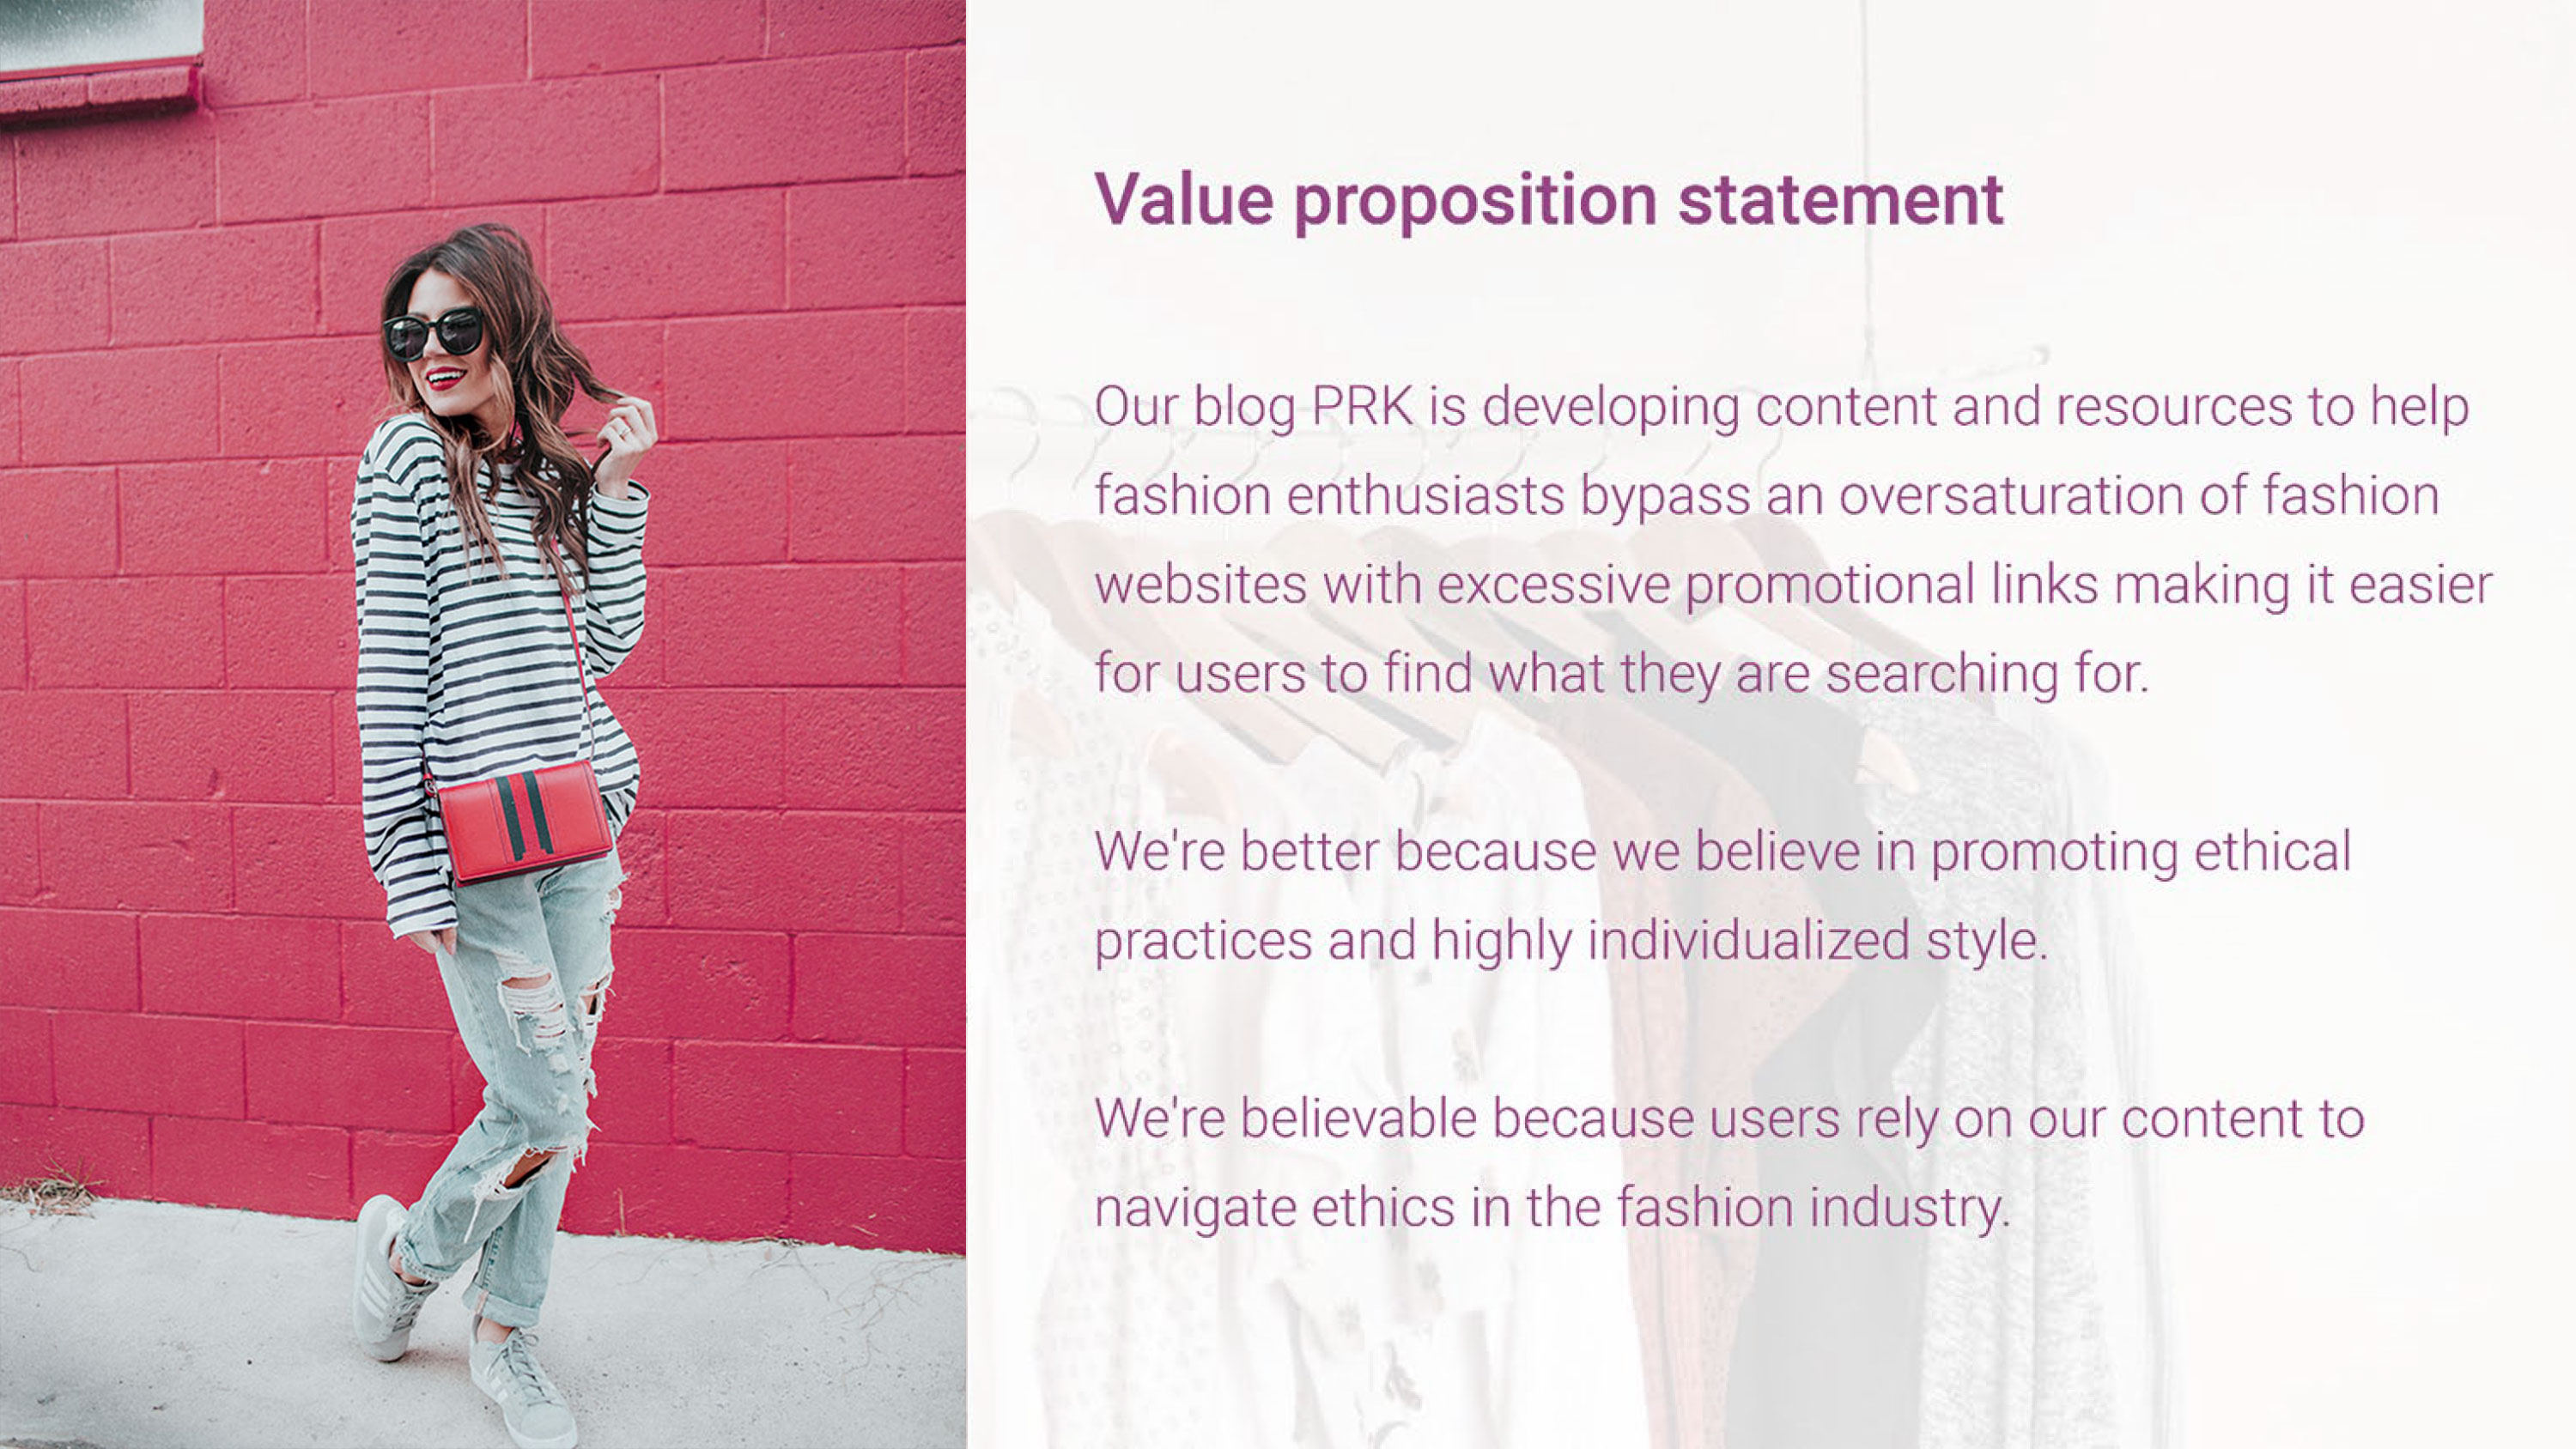 Value proposition statement
Our blog PRK is developing content and resources to help
fashion enthusiasts bypass an oversaturation of fashion
websites with excessive promotional links making it easier
for users to find what they are searching for.
We're better because we believe in promoting ethical
practices and highly individualized style.
We're believable because users rely on our content to
navigate ethics in the fashion industry.